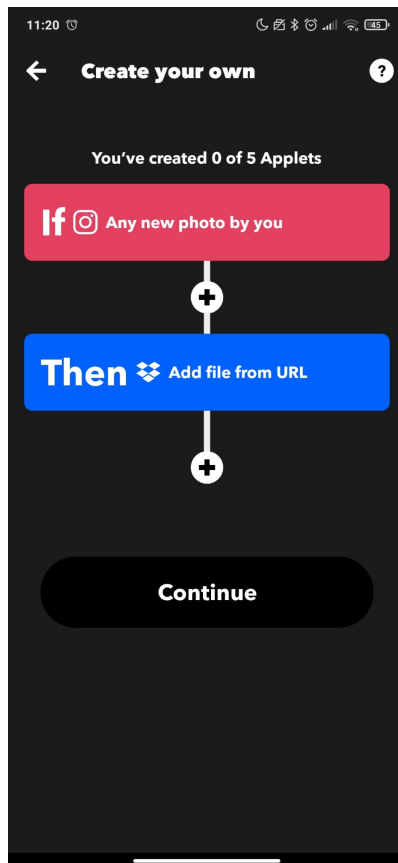 11:20
45
Create your own
?
You've created 0 of 5 Applets
If Any new photo by you
Then Add file from URL
Continue